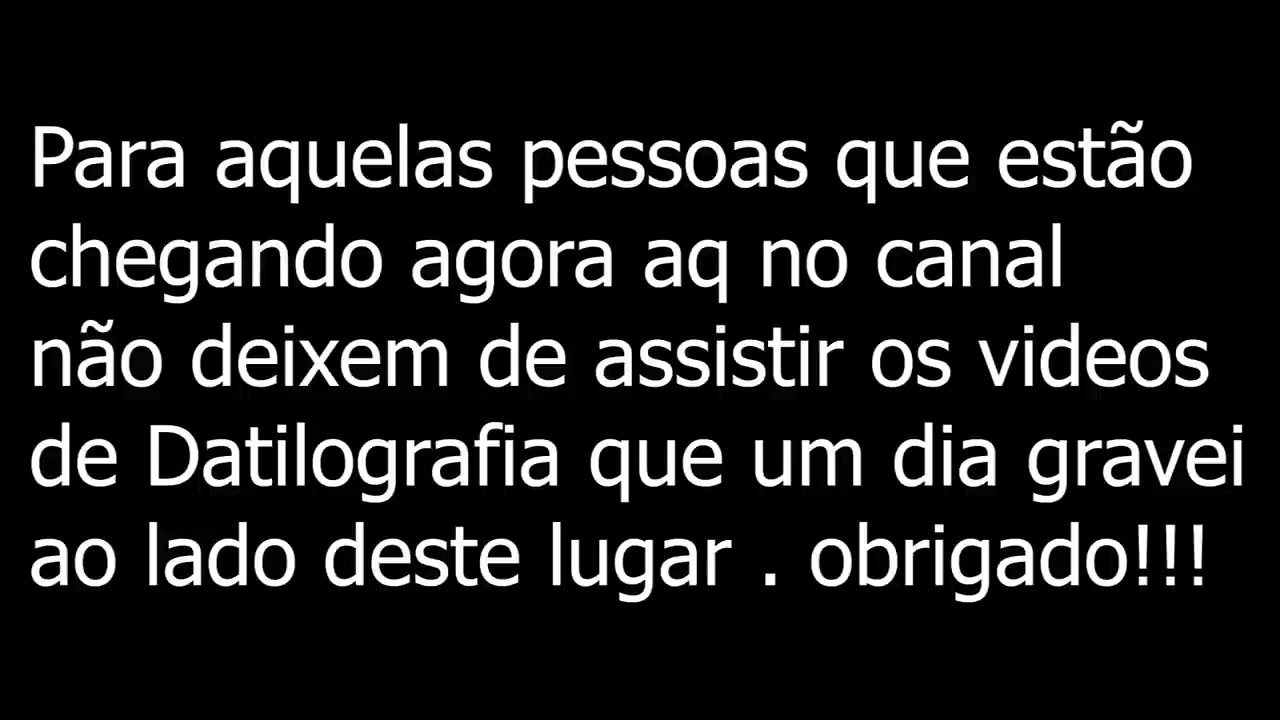 Para aquelas pessoas que estão
chegando agora aq no canal
não deixem de assistir os videos
de Datilografia que um dia gravei
ao lado deste lugar . obrigado!!!